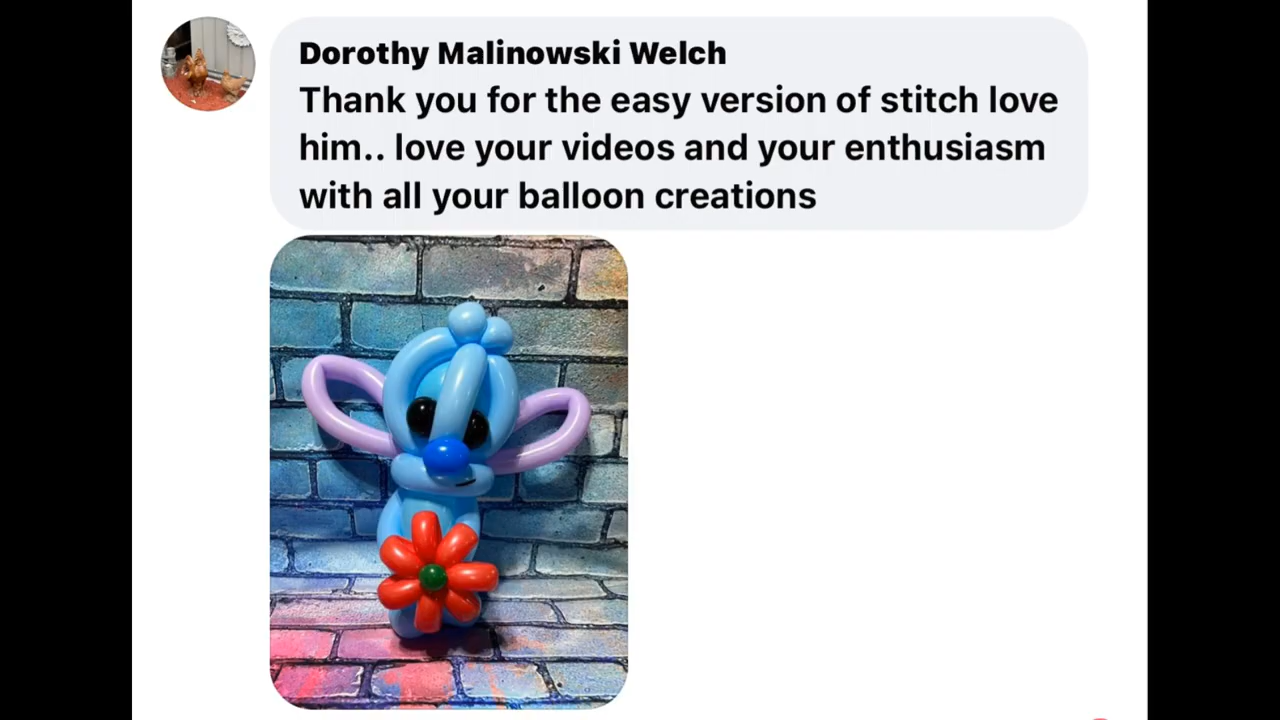 Dorothy Malinowski Welch
Thank you for the easy version of stitch love
him.. love your videos and your enthusiasm
with all your balloon creations